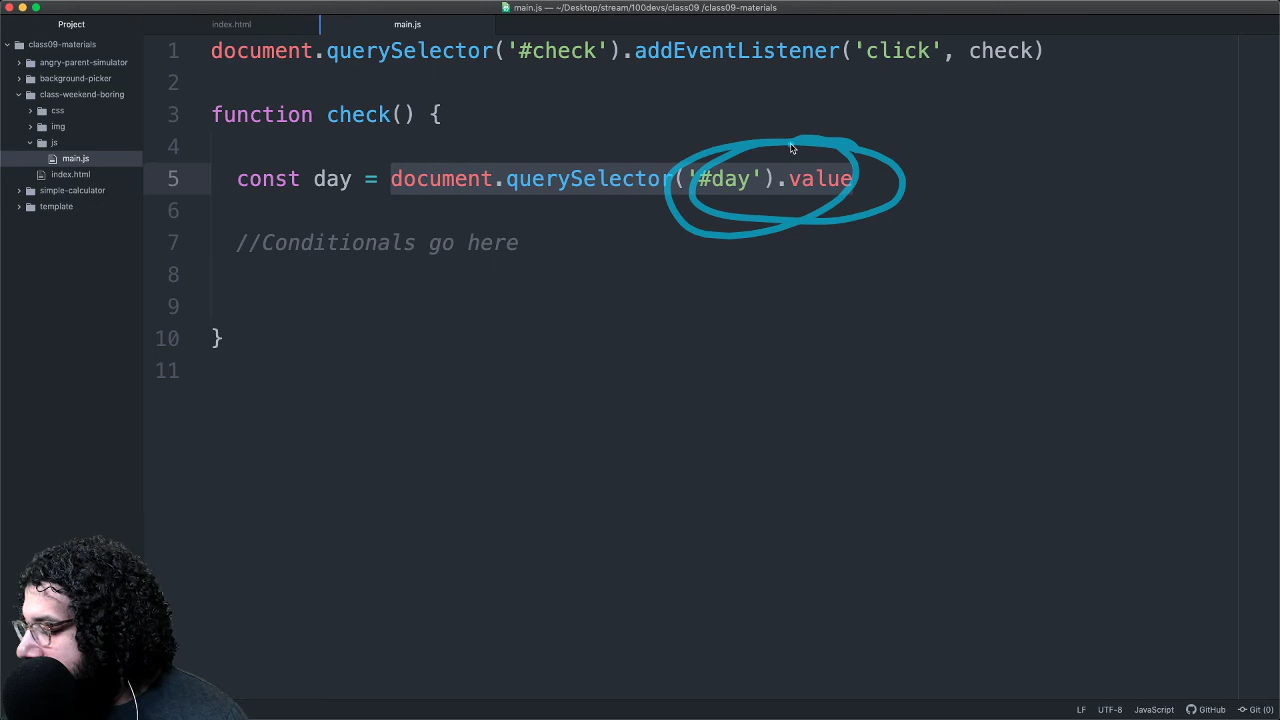 main.js — ~/Desktop/stream/100devs/class09 /class09-materials
Project
index.html
main.js
class09-materials
angry-parent-simulator
background-picker
class-weekend-boring
css
img
js
main.js
index.html
simple-calculator
template
1 document.querySelector('#check').addEventListener('click', check)
2
3 function check() {
4
5 const day = document.querySelector('#day').value
6
7 //Conditionals go here
8
9
10 }
11
LF UTF-8 JavaScript GitHub Git (0)